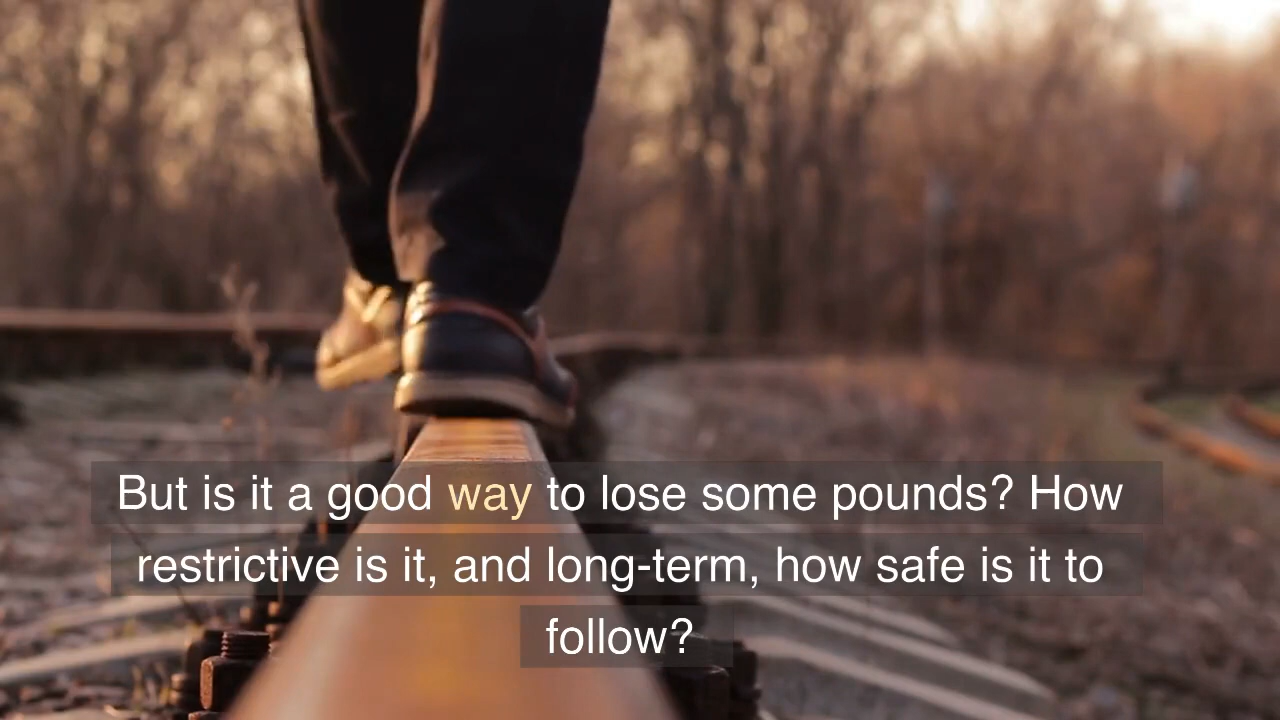 But is it a good way to lose some pounds? How
restrictive is it, and long-term, how safe is it to
follow?